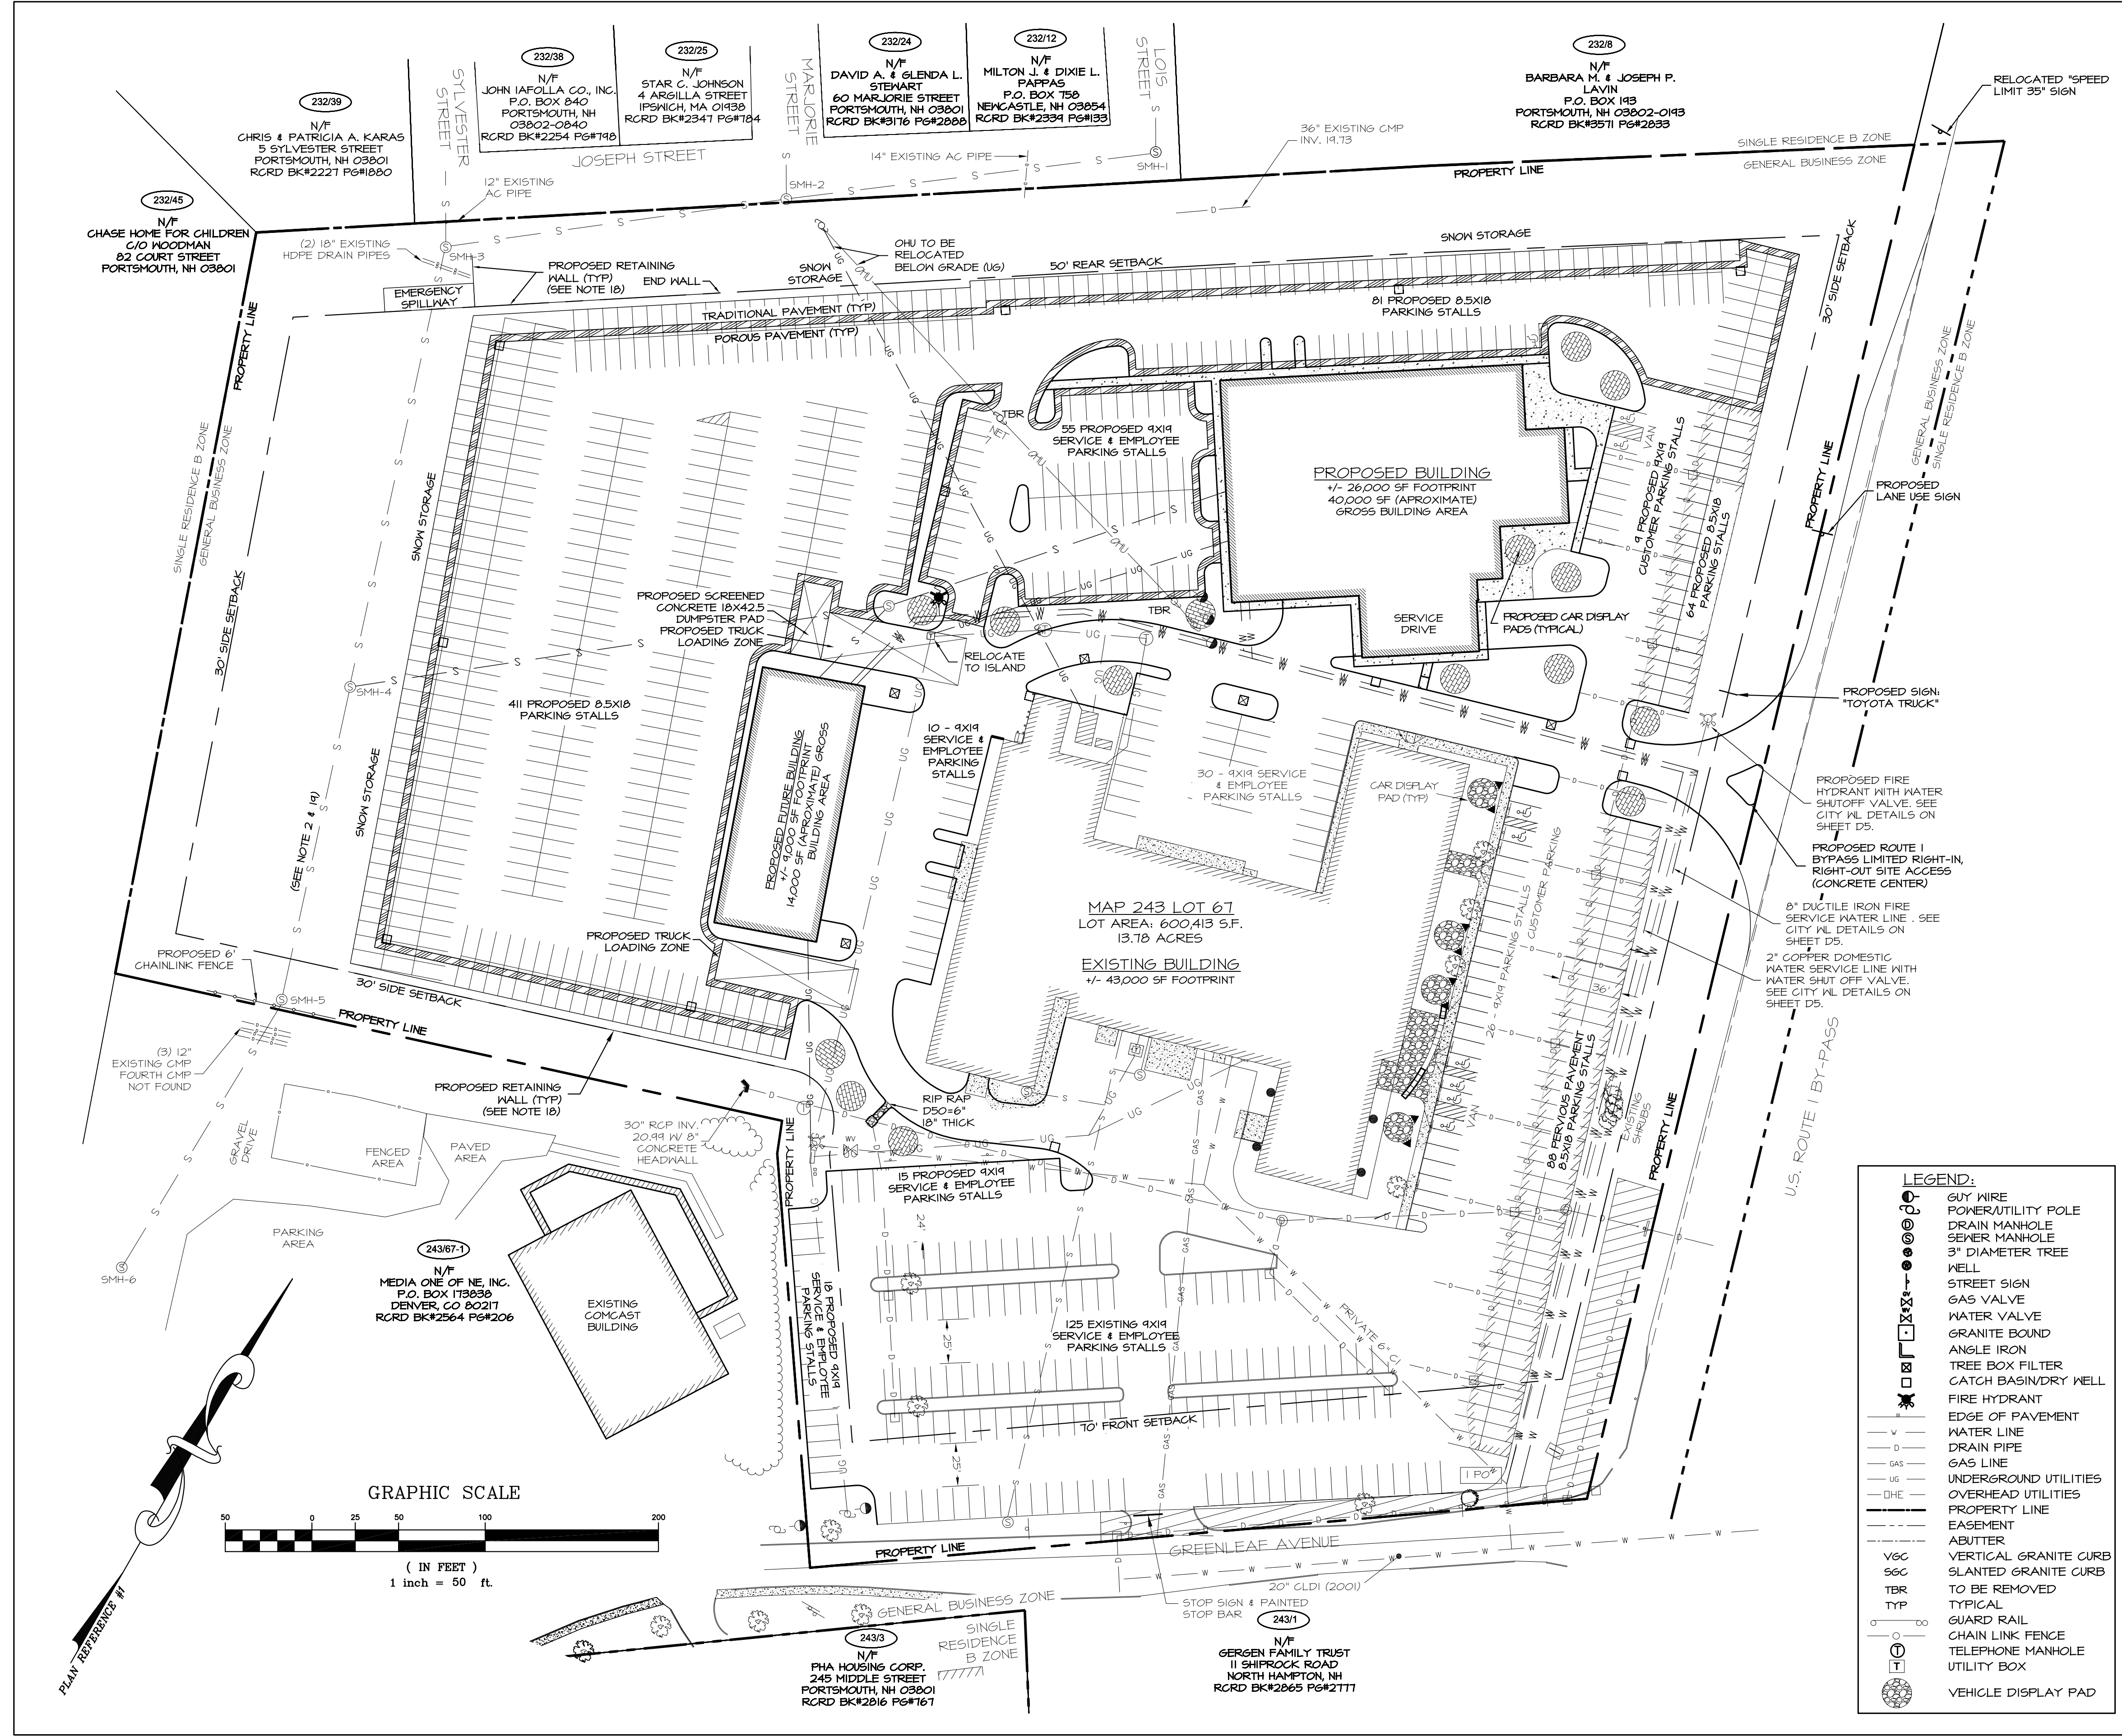 232/39
N/F
CHRIS & PATRICIA A. KARAS
5 SYLVESTER STREET
PORTSMOUTH, NH 03801
RCRD BK#2227 PG#1880
232/38
N/F
JOHN IAFOLLA CO., INC.
P.O. BOX 840
PORTSMOUTH, NH
03802-0840
RCRD BK#2254 PG#798
232/25
N/F
STAR C. JOHNSON
4 ARGILLA STREET
IPSWICH, MA 01938
RCRD BK#2347 PG#784
232/24
N/F
DAVID A. & GLENDA L.
STEWART
60 MARJORIE STREET
PORTSMOUTH, NH 03801
RCRD BK#3176 PG#2888
232/12
N/F
MILTON J. & DIXIE L.
PAPPAS
P.O. BOX 758
NEWCASTLE, NH 03854
RCRD BK#2339 PG#133
232/8
N/F
BARBARA M. & JOSEPH P.
LAVIN
P.O. BOX 193
PORTSMOUTH, NH 03802-0193
RCRD BK#3571 PG#2833
RELOCATED "SPEED
LIMIT 35" SIGN
SYLVESTER
STREET
MARJORIE
STREET
LOIS
STREET
JOSEPH STREET
12" EXISTING
AC PIPE
14" EXISTING AC PIPE
SMH-2
SMH-1
36" EXISTING CMP
INV. 19.73
PROPERTY LINE
SINGLE RESIDENCE B ZONE
GENERAL BUSINESS ZONE
232/45
N/F
CHASE HOME FOR CHILDREN
C/O WOODMAN
82 COURT STREET
PORTSMOUTH, NH 03801
(2) 18" EXISTING
HDPE DRAIN PIPES
SMH-3
EMERGENCY
SPILLWAY
PROPOSED RETAINING
WALL (TYP)
(SEE NOTE 18)
END WALL
SNOW
STORAGE
OHU TO BE
RELOCATED
BELOW GRADE (UG)
50' REAR SETBACK
SNOW STORAGE
30' SIDE SETBACK
TRADITIONAL PAVEMENT (TYP)
POROUS PAVEMENT (TYP)
81 PROPOSED 8.5X18
PARKING STALLS
PROPERTY LINE
SINGLE RESIDENCE B ZONE
GENERAL BUSINESS ZONE
30' SIDE SETBACK
SNOW STORAGE
TBR
NET
7
55 PROPOSED 9X19
SERVICE & EMPLOYEE
PARKING STALLS
PROPOSED BUILDING
+/- 26,000 SF FOOTPRINT
40,000 SF (APROXIMATE)
GROSS BUILDING AREA
VAN
9 PROPOSED 9X19
CUSTOMER PARKING STALLS
64 PROPOSED 8.5X18
PARKING STALLS
PROPERTY LINE
GENERAL BUSINESS ZONE
SINGLE RESIDENCE B ZONE
PROPOSED
LANE USE SIGN
PROPOSED SCREENED
CONCRETE 18X42.5
DUMPSTER PAD
PROPOSED TRUCK
LOADING ZONE
TBR
RELOCATE
TO ISLAND
SERVICE
DRIVE
PROPOSED CAR DISPLAY
PADS (TYPICAL)
SMH-4
411 PROPOSED 8.5X18
PARKING STALLS
PROPOSED SIGN:
"TOYOTA TRUCK"
10 - 9X19
SERVICE &
EMPLOYEE
PARKING
STALLS
PROPOSED FUTURE BUILDING
+/- 9,000 SF FOOTPRINT
14,000 SF (APROXIMATE) GROSS
BUILDING AREA
30 - 9X19 SERVICE
& EMPLOYEE
PARKING STALLS
CAR DISPLAY
PAD (TYP)
PROPOSED FIRE
HYDRANT WITH WATER
SHUTOFF VALVE. SEE
CITY WL DETAILS ON
SHEET D5.
PROPOSED ROUTE 1
BYPASS LIMITED RIGHT-IN,
RIGHT-OUT SITE ACCESS
(CONCRETE CENTER)
8" DUCTILE IRON FIRE
SERVICE WATER LINE . SEE
CITY WL DETAILS ON
SHEET D5.
2" COPPER DOMESTIC
WATER SERVICE LINE WITH
WATER SHUT OFF VALVE.
SEE CITY WL DETAILS ON
SHEET D5.
(SEE NOTE 2 & 19)
SNOW STORAGE
MAP 243 LOT 67
LOT AREA: 600,413 S.F.
13.78 ACRES
EXISTING BUILDING
+/- 43,000 SF FOOTPRINT
26 - 9X19 PARKING STALLS
CUSTOMER PARKING
36'
PROPOSED TRUCK
LOADING ZONE
PROPOSED 6'
CHAINLINK FENCE
SMH-5
30' SIDE SETBACK
PROPERTY LINE
(3) 12"
EXISTING CMP
FOURTH CMP
NOT FOUND
PROPOSED RETAINING
WALL (TYP)
(SEE NOTE 18)
RIP RAP
D50=6"
18" THICK
30" RCP INV.
20.99 W/ 8"
CONCRETE
HEADWALL
WV
VAN
88 PERVIOUS PAVEMENT
8.5X18 PARKING STALLS
EXISTING
SHRUBS
PROPERTY LINE
U.S. ROUTE 1 BY-PASS
GRAVEL
DRIVE
FENCED
AREA
PAVED
AREA
PARKING
AREA
SMH-6
PROPERTY LINE
15 PROPOSED 9X19
SERVICE & EMPLOYEE
PARKING STALLS
24'
243/67-1
N/F
MEDIA ONE OF NE, INC.
P.O. BOX 173838
DENVER, CO 80217
RCRD BK#2564 PG#206
EXISTING
COMCAST
BUILDING
18 PROPOSED 9X19
SERVICE & EMPLOYEE
PARKING STALLS
125 EXISTING 9X19
SERVICE & EMPLOYEE
PARKING STALLS
25'
PRIVATE 6" CI
70' FRONT SETBACK
25'
1 PO
GRAPHIC SCALE
50 0 25 50 100 200
( IN FEET )
1 inch = 50 ft.
PLAN REFERENCE #1
PROPERTY LINE
GREENLEAF AVENUE
20" CLDI (2001)
STOP SIGN & PAINTED
STOP BAR
GENERAL BUSINESS ZONE
SINGLE
RESIDENCE
B ZONE
243/3
N/F
PHA HOUSING CORP.
245 MIDDLE STREET
PORTSMOUTH, NH 03801
RCRD BK#2816 PG#767
243/1
N/F
GERGEN FAMILY TRUST
11 SHIPROCK ROAD
NORTH HAMPTON, NH
RCRD BK#2865 PG#2777
LEGEND:
GUY WIRE
POWER/UTILITY POLE
D DRAIN MANHOLE
S SEWER MANHOLE
3" DIAMETER TREE
WELL
STREET SIGN
GAS VALVE
WATER VALVE
GRANITE BOUND
ANGLE IRON
TREE BOX FILTER
CATCH BASIN/DRY WELL
FIRE HYDRANT
EDGE OF PAVEMENT
W WATER LINE
D DRAIN PIPE
GAS GAS LINE
UG UNDERGROUND UTILITIES
OHE OVERHEAD UTILITIES
PROPERTY LINE
EASEMENT
ABUTTER
VGC VERTICAL GRANITE CURB
SGC SLANTED GRANITE CURB
TBR TO BE REMOVED
TYP TYPICAL
GUARD RAIL
CHAIN LINK FENCE
T TELEPHONE MANHOLE
T UTILITY BOX
VEHICLE DISPLAY PAD